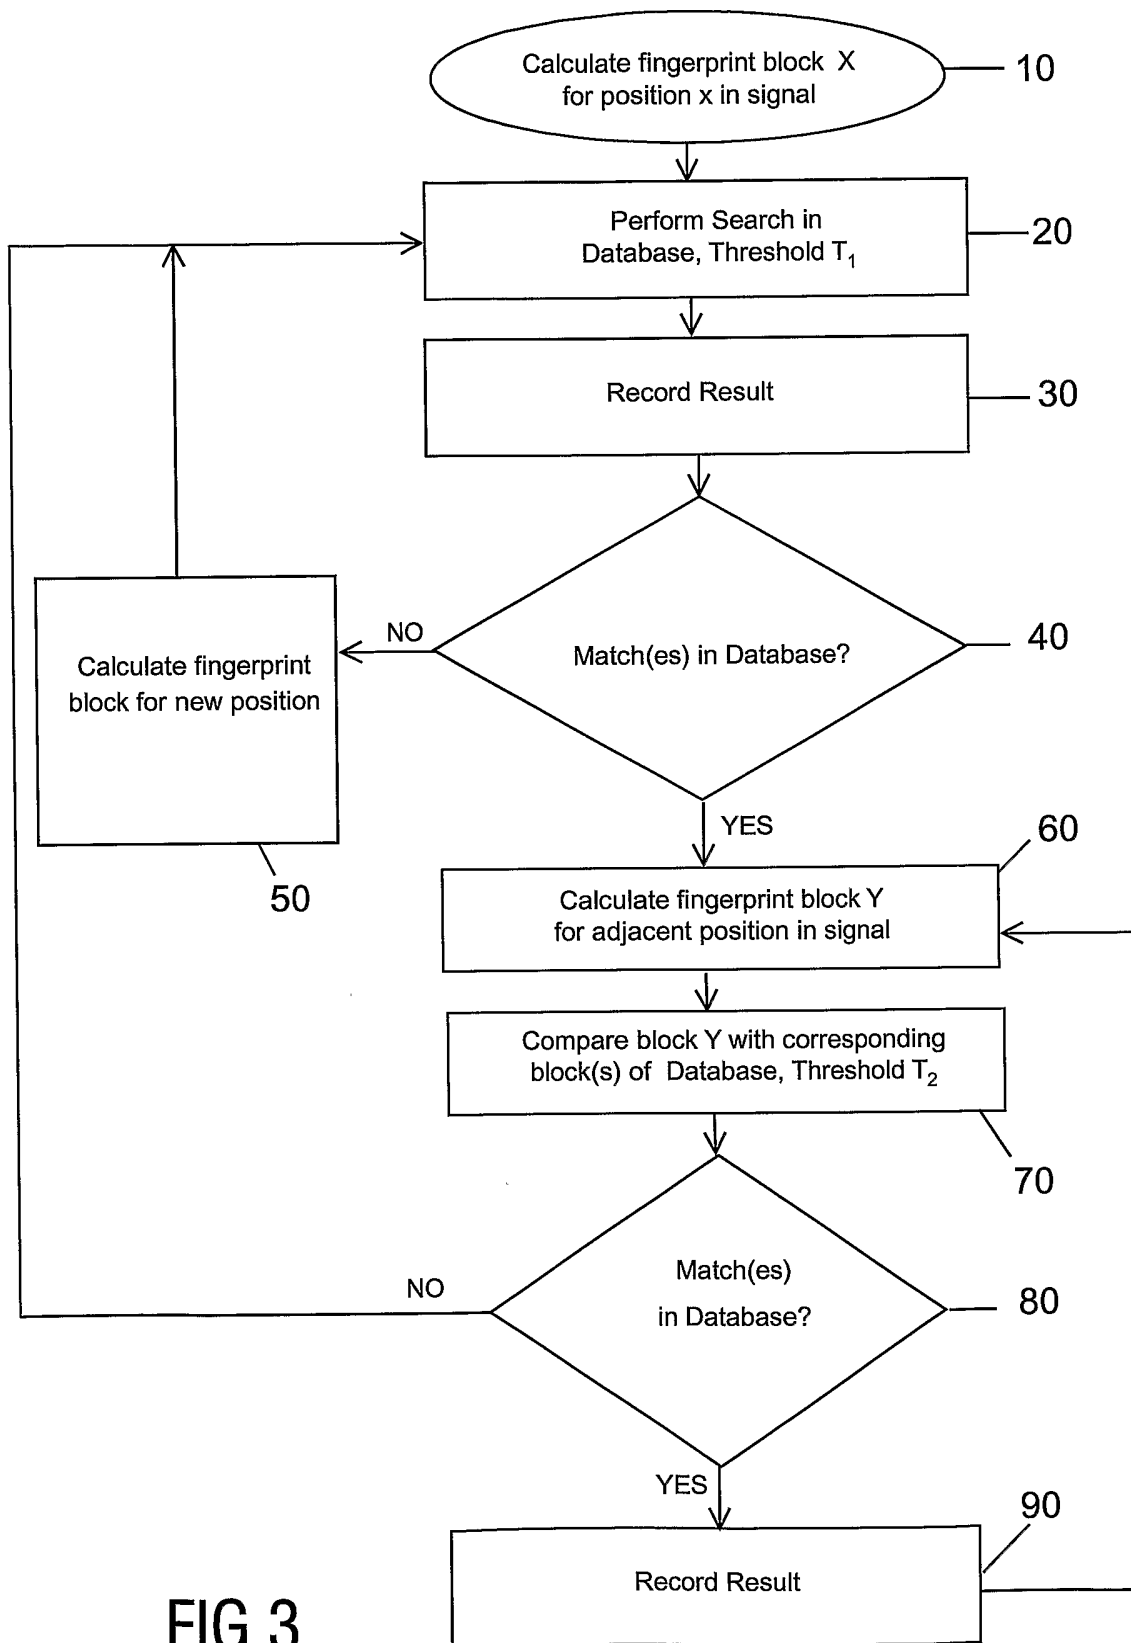 Calculate fingerprint block X
for position x in signal
10
Perform Search in
Database, Threshold T1
20
Record Result
30
NO
Match(es) in Database?
40
Calculate fingerprint
block for new position
50
YES
60
Calculate fingerprint block Y
for adjacent position in signal
Compare block Y with corresponding
block(s) of Database, Threshold T2
70
NO
Match(es)
in Database?
80
YES
90
Record Result
FIG 3